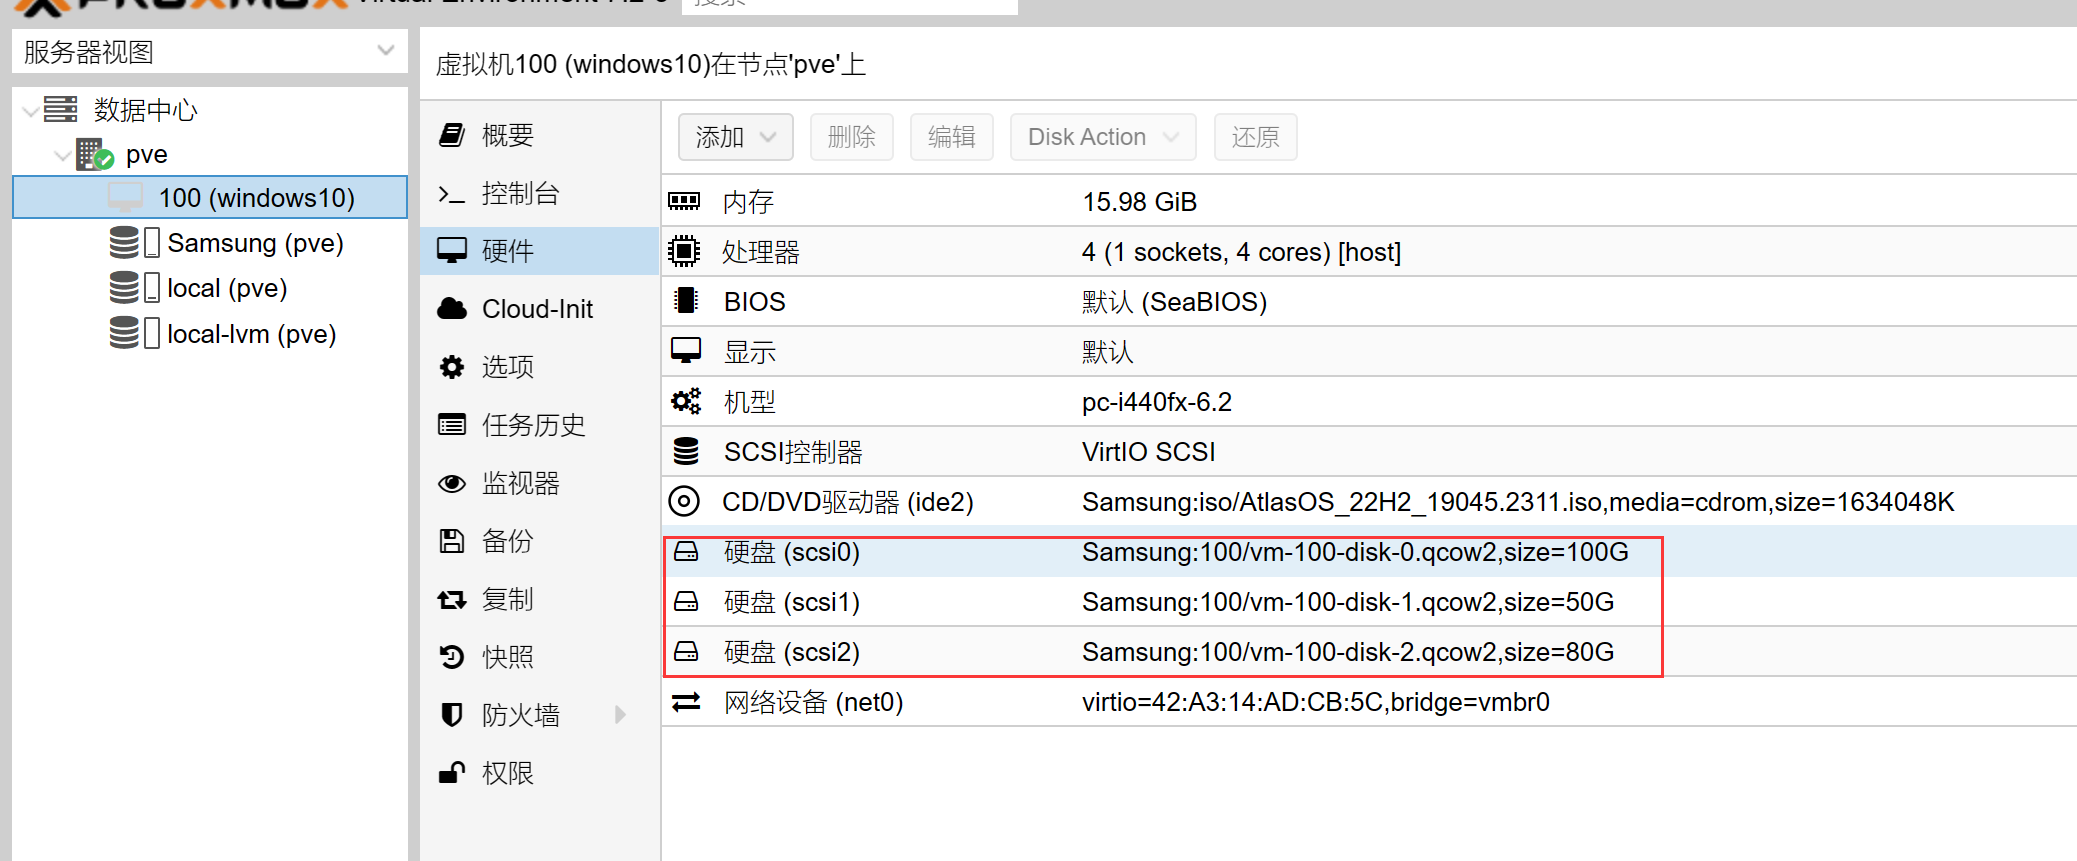 PROXMOX Virtual Environment 7.2-3 搜索
服务器视图
数据中心
pve
100 (windows10)
Samsung (pve)
local (pve)
local-lvm (pve)
虚拟机100 (windows10)在节点'pve'上
概要
控制台
硬件
Cloud-Init
选项
任务历史
监视器
备份
复制
快照
防火墙
权限
添加 删除 编辑 Disk Action 还原
内存 15.98 GiB
处理器 4 (1 sockets, 4 cores) [host]
BIOS 默认 (SeaBIOS)
显示 默认
机型 pc-i440fx-6.2
SCSI控制器 VirtIO SCSI
CD/DVD驱动器 (ide2) Samsung:iso/AtlasOS_22H2_19045.2311.iso,media=cdrom,size=1634048K
硬盘 (scsi0) Samsung:100/vm-100-disk-0.qcow2,size=100G
硬盘 (scsi1) Samsung:100/vm-100-disk-1.qcow2,size=50G
硬盘 (scsi2) Samsung:100/vm-100-disk-2.qcow2,size=80G
网络设备 (net0) virtio=42:A3:14:AD:CB:5C,bridge=vmbr0